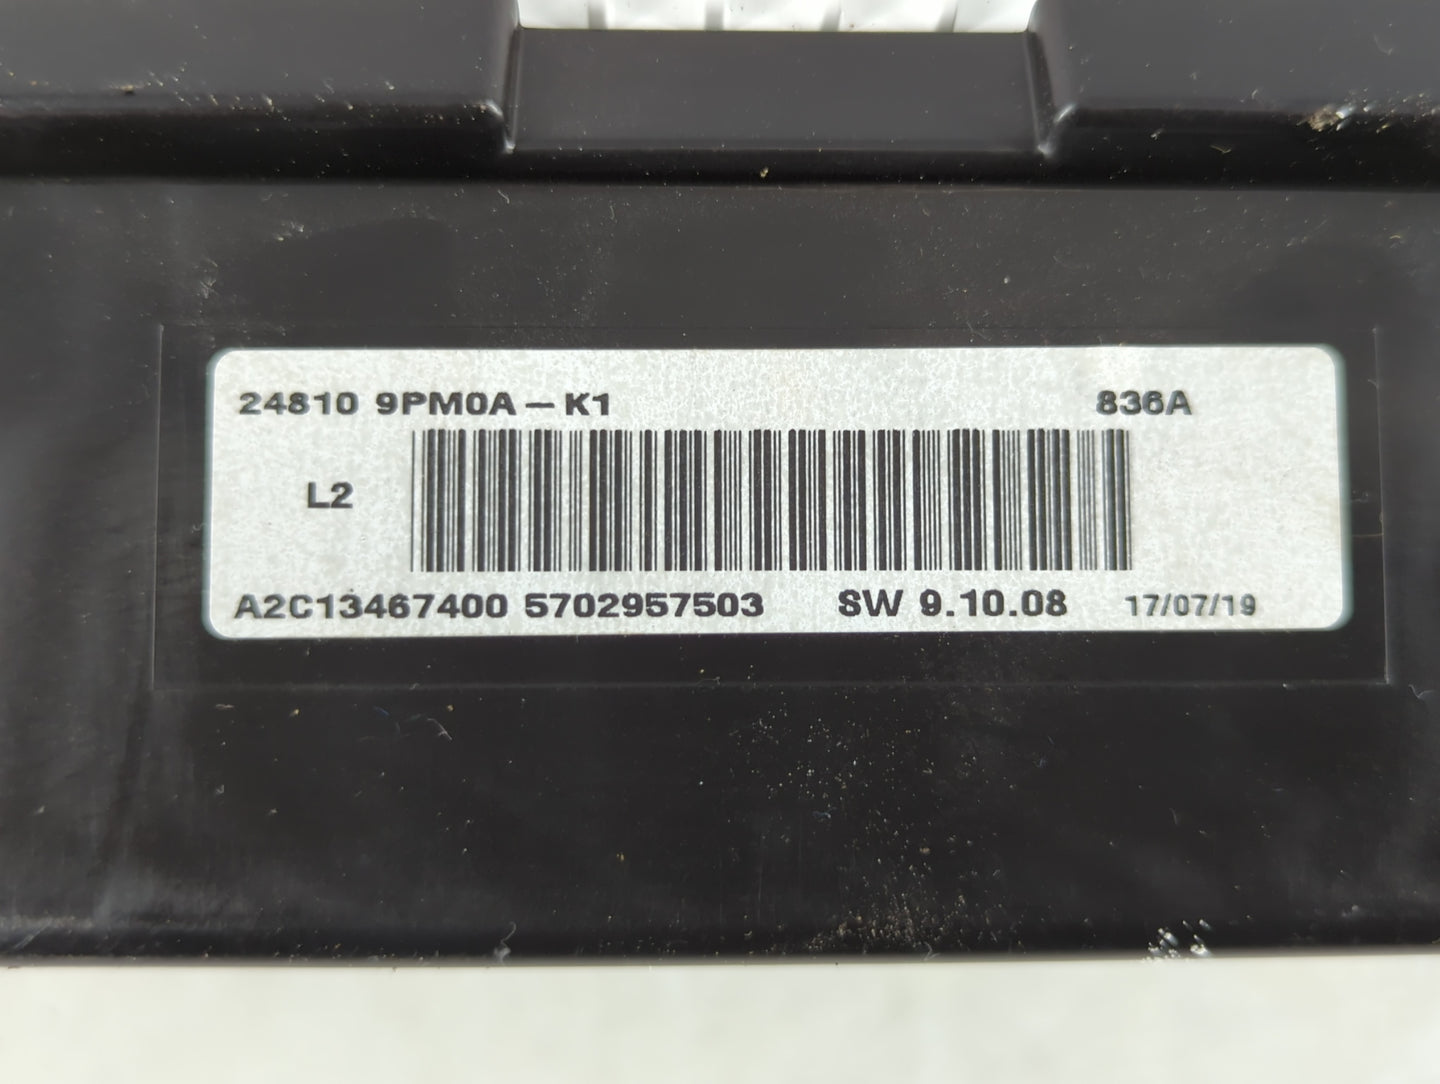 24810 9PM0A – K1 836A
L2
A2C13467400 5702957503 SW 9.10.08 17/07/19